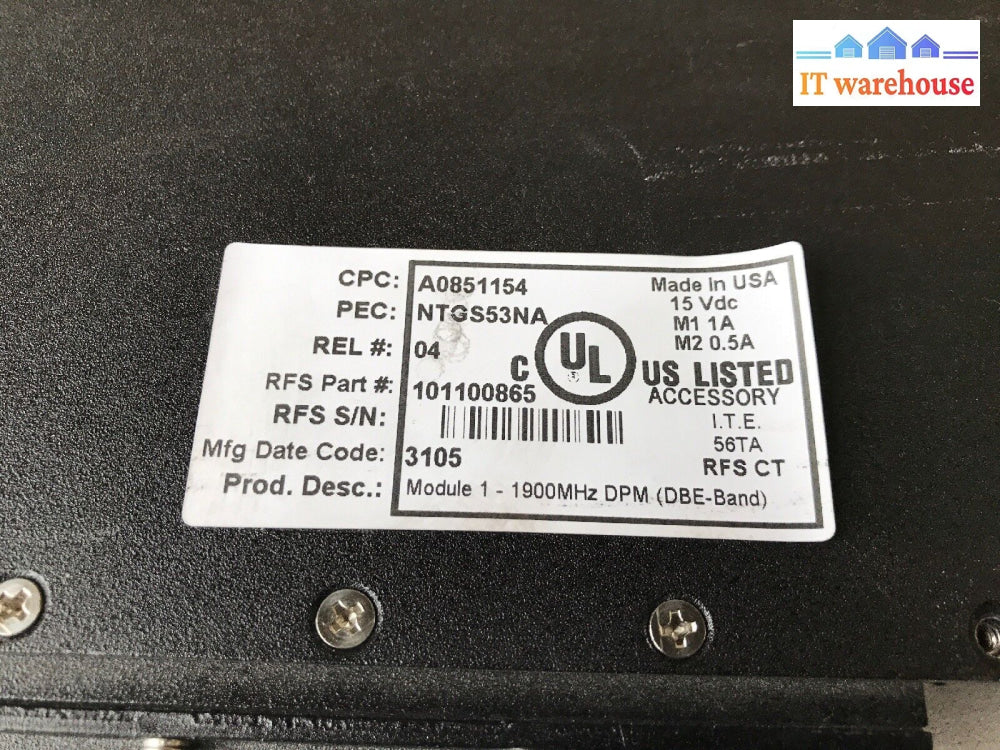 IT warehouse
CPC: A0851154
PEC: NTGS53NA
REL #: 04
RFS Part #: 101100865
RFS S/N:
Mfg Date Code: 3105
Prod. Desc.: Module 1 - 1900MHz DPM (DBE-Band)
Made in USA
15 Vdc
M1 1A
M2 0.5A
C UL US LISTED
ACCESSORY
I.T.E.
56TA
RFS CT